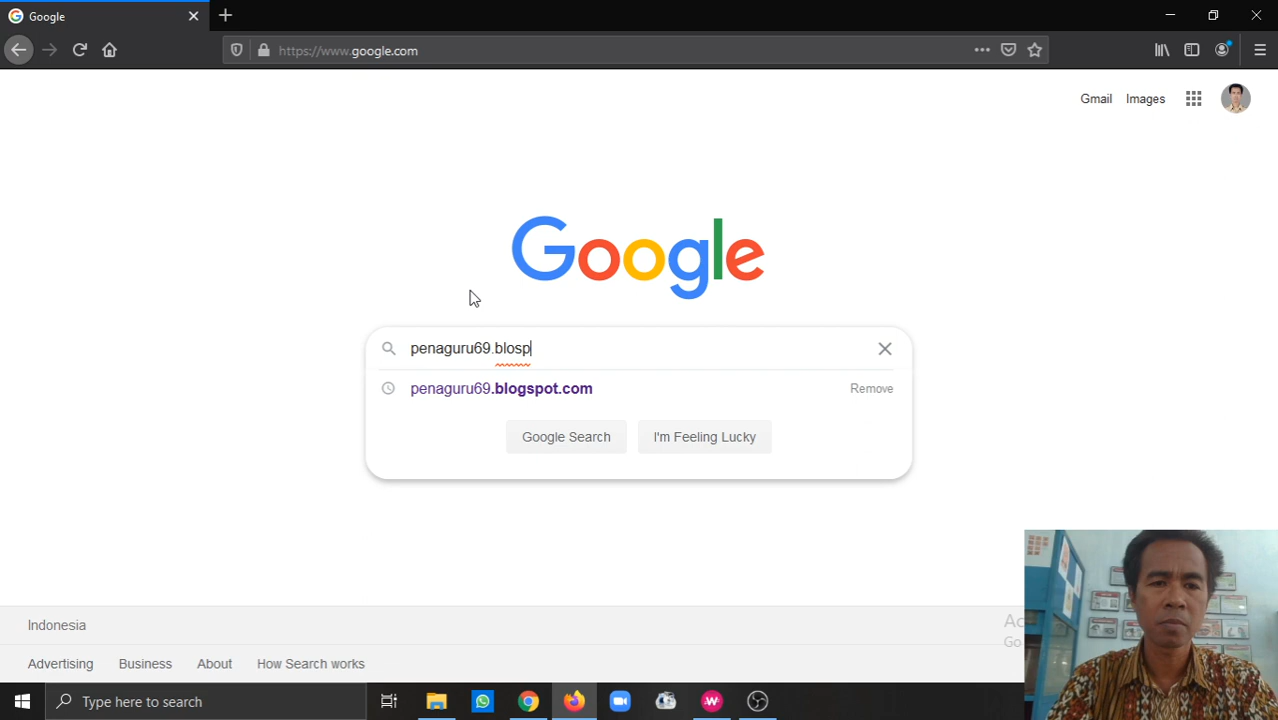 Google
https://www.google.com
Gmail Images
Google
penaguru69.blosp
penaguru69.blogspot.com Remove
Google Search I'm Feeling Lucky
Indonesia
Advertising Business About How Search works
Type here to search